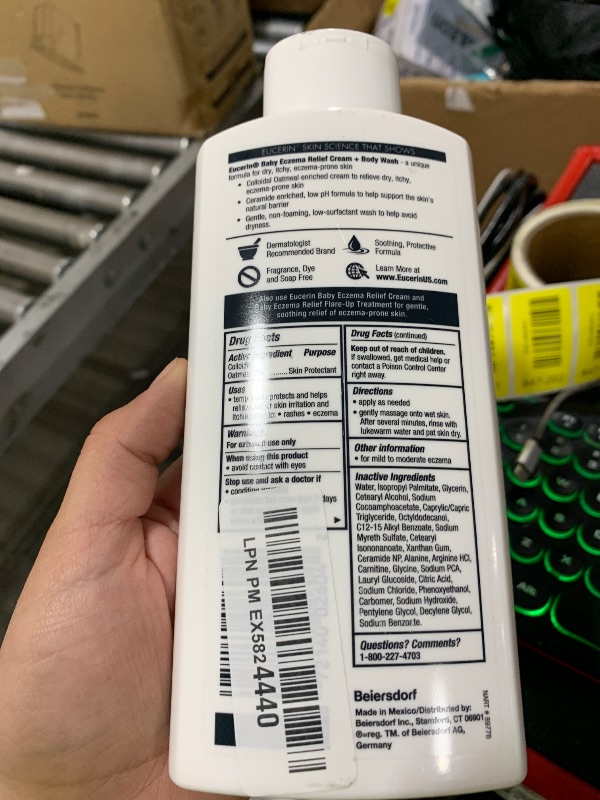 EUCERIN® SKIN SCIENCE THAT SHOWS
Eucerin® Baby Eczema Relief Cream + Body Wash - a unique
formula for dry, itchy, eczema-prone skin
• Colloidal Oatmeal enriched cream to relieve dry, itchy,
eczema-prone skin
• Ceramide enriched, low pH formula to help support the skin's
natural barrier
• Gentle, non-foaming, low-surfactant wash to help avoid
dryness.
Dermatologist
Recommended Brand
Soothing, Protective
Formula
Fragrance, Dye
and Soap Free
Learn More at
www.EucerinUS.com
Also use Eucerin Baby Eczema Relief Cream and
Baby Eczema Relief Flare-Up Treatment for gentle,
soothing relief of eczema-prone skin.
Drug Facts
Active Ingredient Purpose
Colloidal
Oatmeal ............ Skin Protectant
Uses
• protects and helps
skin irritation and
• rashes • eczema
For external use only
When using this product
• avoid contact with eyes
Stop use and ask a doctor if
• condition
days
Drug Facts (continued)
Keep out of reach of children.
If swallowed, get medical help or
contact a Poison Control Center
right away.
Directions
• apply as needed
• gently massage onto wet skin.
After several minutes, rinse with
lukewarm water and pat skin dry.
Other information
• for mild to moderate eczema
Inactive Ingredients
Water, Isopropyl Palmitate, Glycerin,
Cetearyl Alcohol, Sodium
Cocoamphoacetate, Caprylic/Capric
Triglyceride, Octyldodecanol,
C12-15 Alkyl Benzoate, Sodium
Myreth Sulfate, Cetearyl
Isononanoate, Xanthan Gum,
Ceramide NP, Alanine, Arginine HCl,
Carnitine, Glycine, Sodium PCA,
Lauryl Glucoside, Citric Acid,
Sodium Chloride, Phenoxyethanol,
Carbomer, Sodium Hydroxide,
Pentylene Glycol, Decylene Glycol,
Sodium Benzoate.
Questions? Comments?
1-800-227-4703
LPN PM EX5824440
Beiersdorf
Made in Mexico/Distributed by:
Beiersdorf Inc., Stamford, CT 06901
®=reg. TM. of Beiersdorf AG,
Germany
NART # 89776
Alt
Z
X